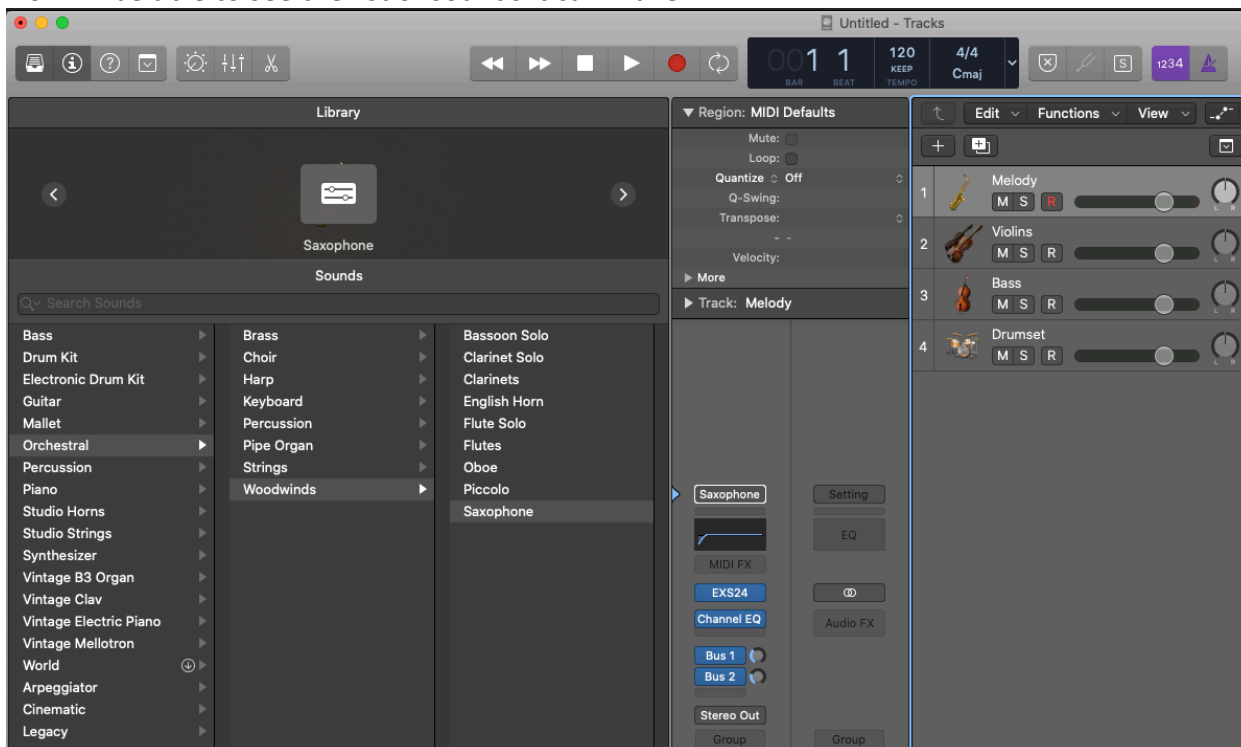 Untitled - Tracks
001 1 120 4/4
KEEP Cmaj
BAR BEAT TEMPO
S 1234
Library
Saxophone
Sounds
Search Sounds
Bass
Drum Kit
Electronic Drum Kit
Guitar
Mallet
Orchestral
Percussion
Piano
Studio Horns
Studio Strings
Synthesizer
Vintage B3 Organ
Vintage Clav
Vintage Electric Piano
Vintage Mellotron
World
Arpeggiator
Cinematic
Legacy
Brass
Choir
Harp
Keyboard
Percussion
Pipe Organ
Strings
Woodwinds
Bassoon Solo
Clarinet Solo
Clarinets
English Horn
Flute Solo
Flutes
Oboe
Piccolo
Saxophone
Region: MIDI Defaults
Mute:
Loop:
Quantize Off
Q-Swing:
Transpose:
- -
Velocity:
More
Track: Melody
Saxophone Setting
EQ
MIDI FX
EXS24
Channel EQ Audio FX
Bus 1
Bus 2
Stereo Out
Group Group
Edit Functions View
1 Melody
M S R
L R
2 Violins
M S R
L R
3 Bass
M S R
L R
4 Drumset
M S R
L R